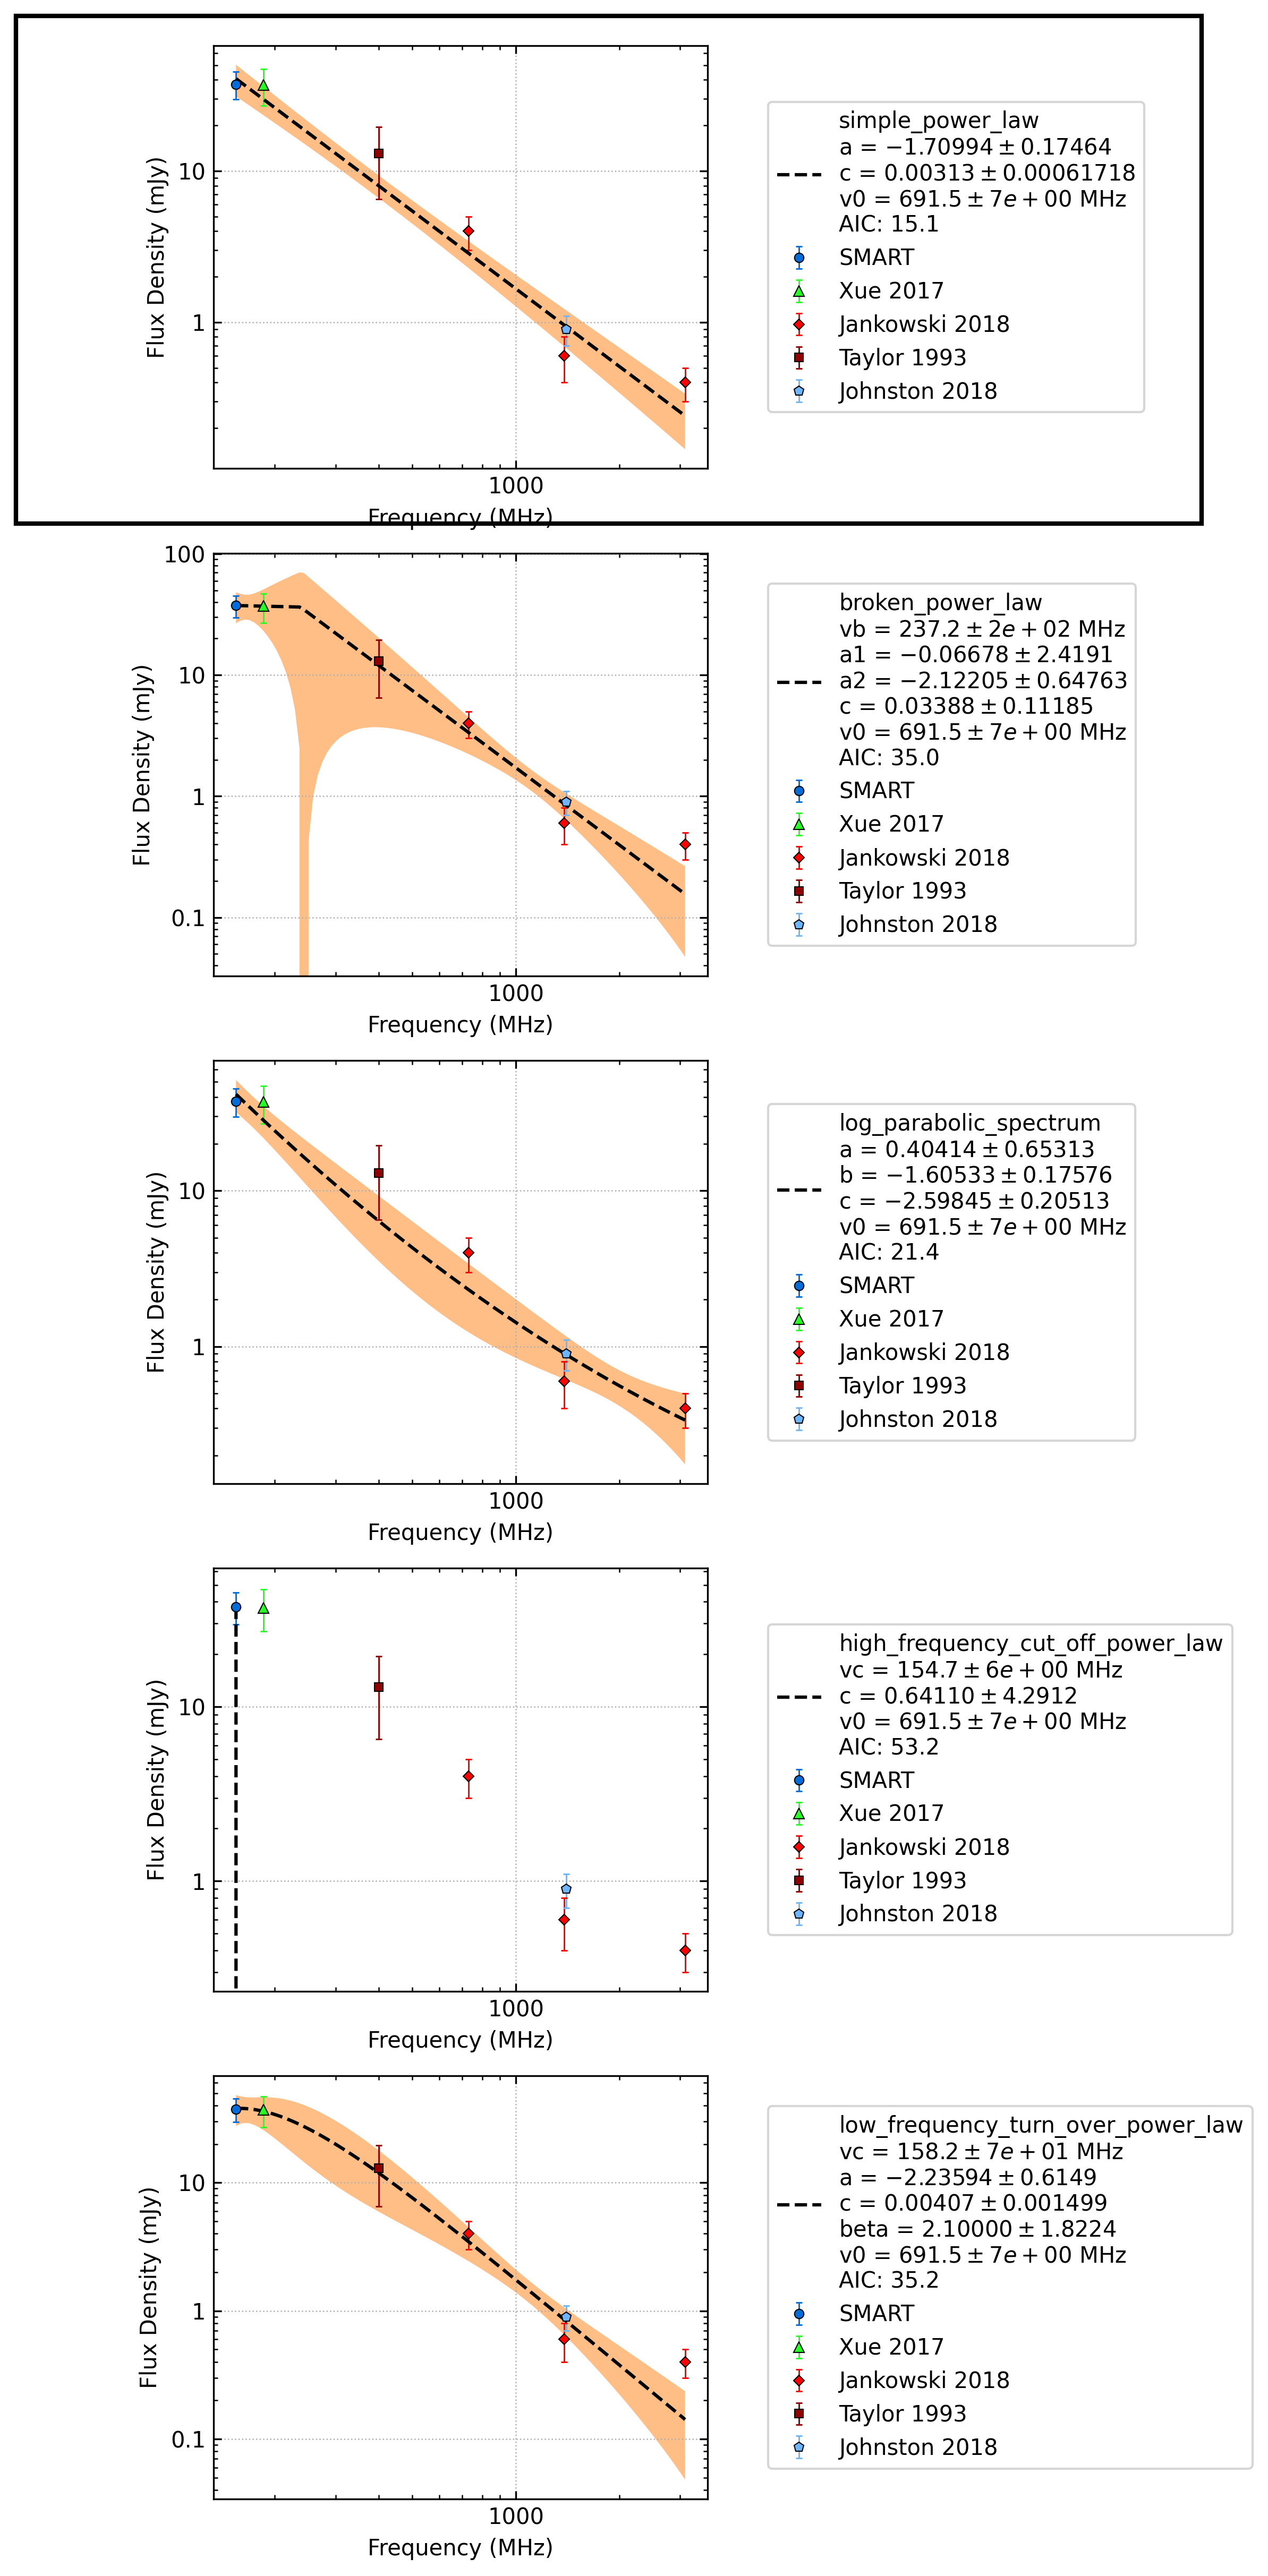 10
1
Flux Density (mJy)
1000
Frequency (MHz)
simple_power_law
a = −1.70994 ± 0.17464
c = 0.00313 ± 0.00061718
v0 = 691.5 ± 7e + 00 MHz
AIC: 15.1
SMART
Xue 2017
Jankowski 2018
Taylor 1993
Johnston 2018
100
10
1
0.1
Flux Density (mJy)
1000
Frequency (MHz)
broken_power_law
vb = 237.2 ± 2e + 02 MHz
a1 = −0.06678 ± 2.4191
a2 = −2.12205 ± 0.64763
c = 0.03388 ± 0.11185
v0 = 691.5 ± 7e + 00 MHz
AIC: 35.0
SMART
Xue 2017
Jankowski 2018
Taylor 1993
Johnston 2018
10
1
Flux Density (mJy)
1000
Frequency (MHz)
log_parabolic_spectrum
a = 0.40414 ± 0.65313
b = −1.60533 ± 0.17576
c = −2.59845 ± 0.20513
v0 = 691.5 ± 7e + 00 MHz
AIC: 21.4
SMART
Xue 2017
Jankowski 2018
Taylor 1993
Johnston 2018
10
1
Flux Density (mJy)
1000
Frequency (MHz)
high_frequency_cut_off_power_law
vc = 154.7 ± 6e + 00 MHz
c = 0.64110 ± 4.2912
v0 = 691.5 ± 7e + 00 MHz
AIC: 53.2
SMART
Xue 2017
Jankowski 2018
Taylor 1993
Johnston 2018
10
1
0.1
Flux Density (mJy)
1000
Frequency (MHz)
low_frequency_turn_over_power_law
vc = 158.2 ± 7e + 01 MHz
a = −2.23594 ± 0.6149
c = 0.00407 ± 0.001499
beta = 2.10000 ± 1.8224
v0 = 691.5 ± 7e + 00 MHz
AIC: 35.2
SMART
Xue 2017
Jankowski 2018
Taylor 1993
Johnston 2018